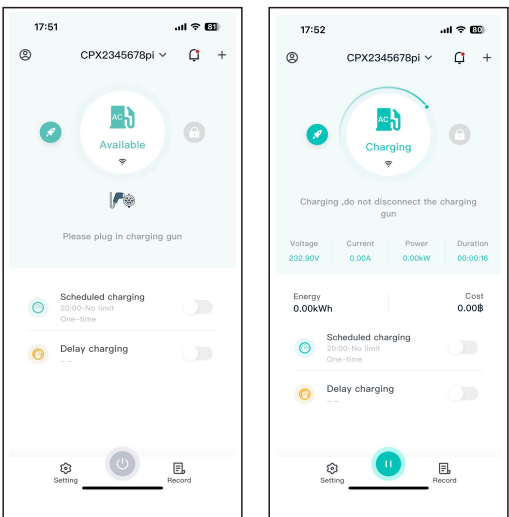 17:51
81
CPX2345678pi
AC
Available
Please plug in charging gun
Scheduled charging
20:00-No limit
One-time
Delay charging
--
Setting
Record
17:52
80
CPX2345678pi
AC
Charging
Charging ,do not disconnect the charging
gun
Voltage Current Power Duration
232.90V 0.00A 0.00kW 00:00:16
Energy Cost
0.00kWh 0.00฿
Scheduled charging
20:00-No limit
One-time
Delay charging
--
Setting
Record